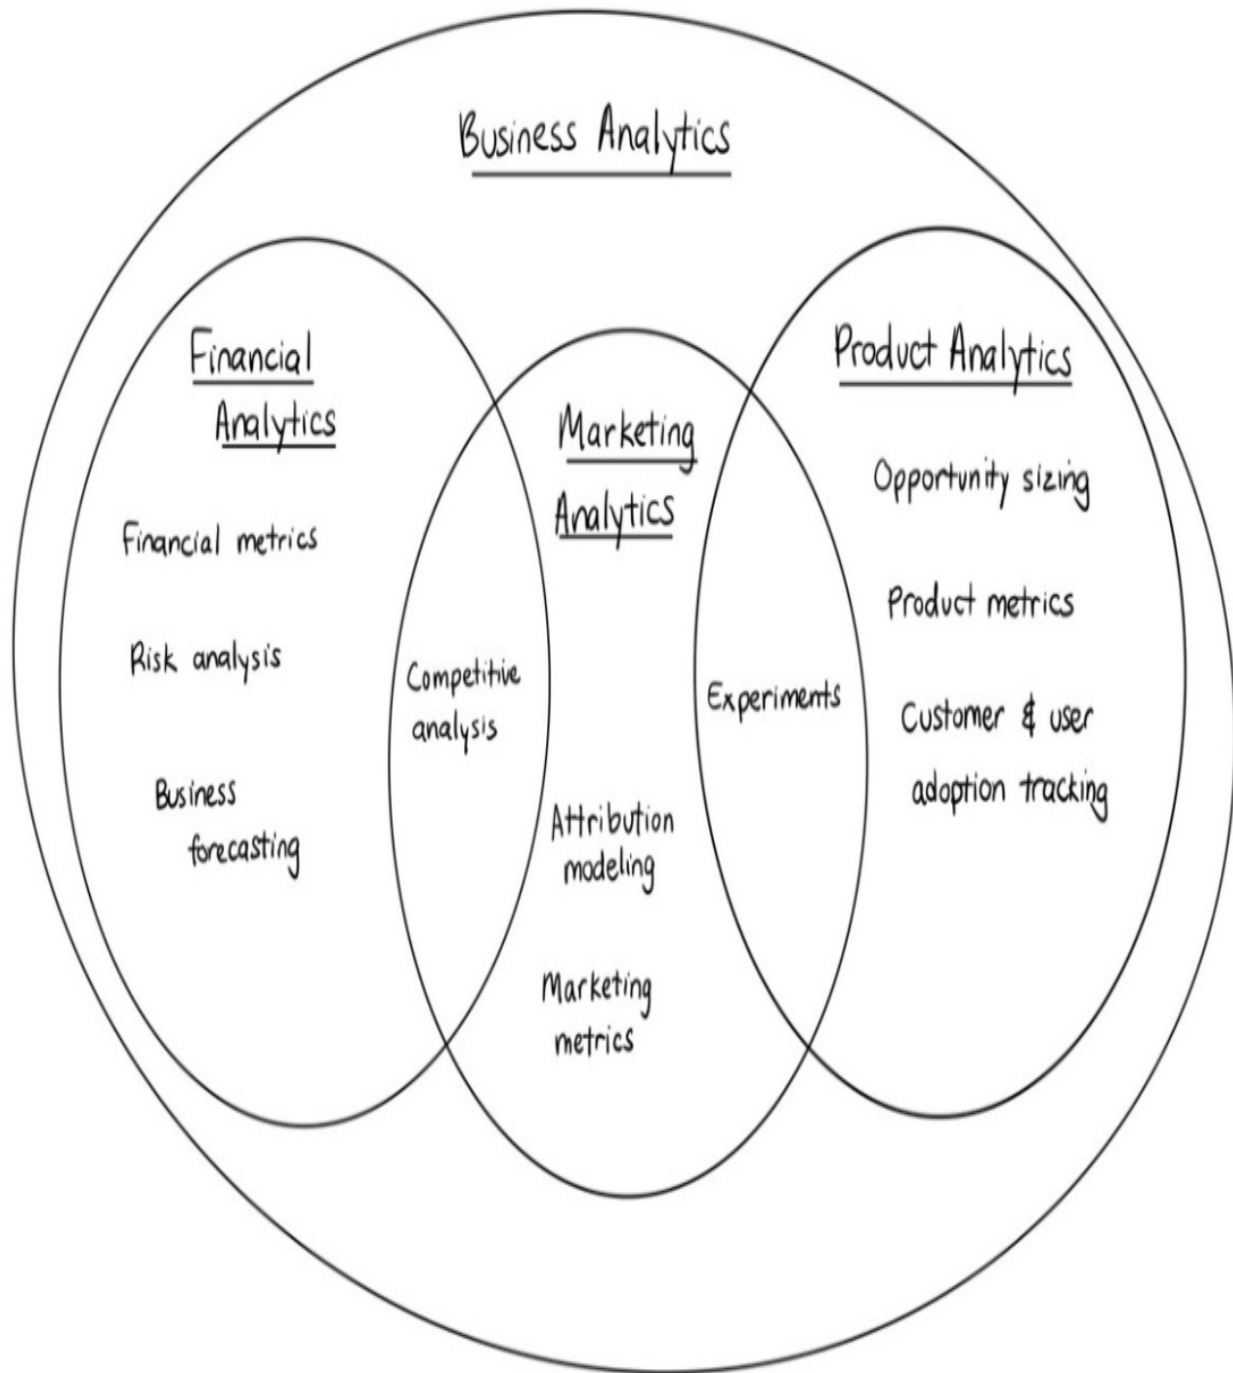 Business Analytics
Financial
Analytics
Financial metrics
Risk analysis
Business
forecasting
Competitive
analysis
Marketing
Analytics
Attribution
modeling
Marketing
metrics
Experiments
Product Analytics
Opportunity sizing
Product metrics
Customer & user
adoption tracking